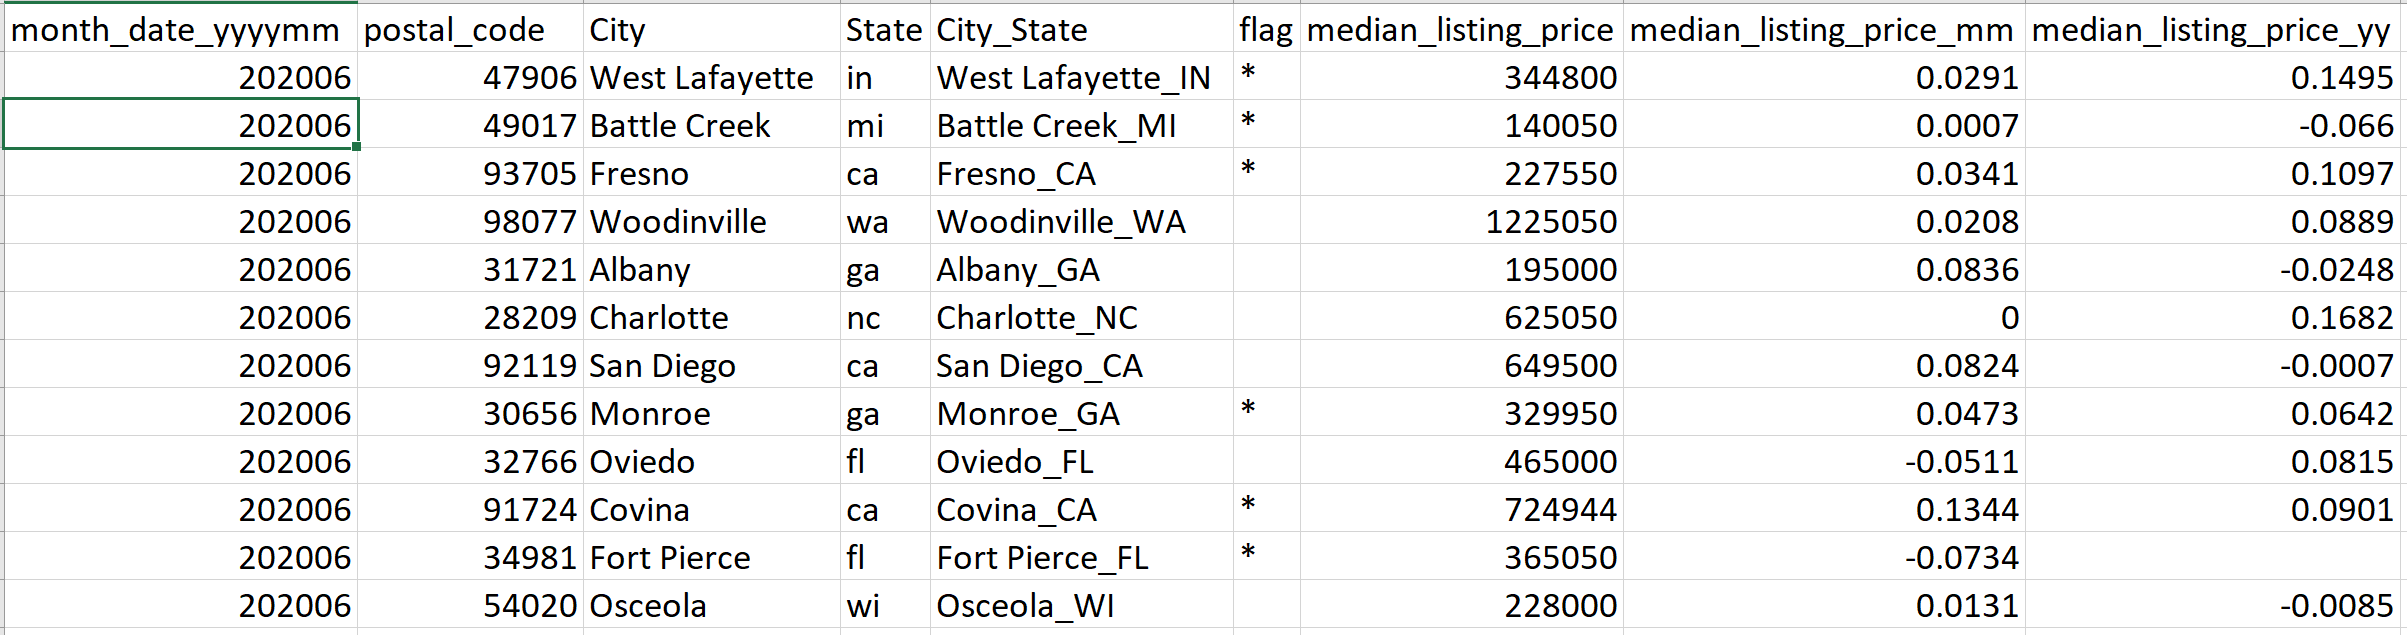 month_date_yyyymm postal_code City State City_State flag median_listing_price median_listing_price_mm median_listing_price_yy
202006 47906 West Lafayette in West Lafayette_IN * 344800 0.0291 0.1495
202006 49017 Battle Creek mi Battle Creek_MI * 140050 0.0007 -0.066
202006 93705 Fresno ca Fresno_CA * 227550 0.0341 0.1097
202006 98077 Woodinville wa Woodinville_WA 1225050 0.0208 0.0889
202006 31721 Albany ga Albany_GA 195000 0.0836 -0.0248
202006 28209 Charlotte nc Charlotte_NC 625050 0 0.1682
202006 92119 San Diego ca San Diego_CA 649500 0.0824 -0.0007
202006 30656 Monroe ga Monroe_GA * 329950 0.0473 0.0642
202006 32766 Oviedo fl Oviedo_FL 465000 -0.0511 0.0815
202006 91724 Covina ca Covina_CA * 724944 0.1344 0.0901
202006 34981 Fort Pierce fl Fort Pierce_FL * 365050 -0.0734
202006 54020 Osceola wi Osceola_WI 228000 0.0131 -0.0085